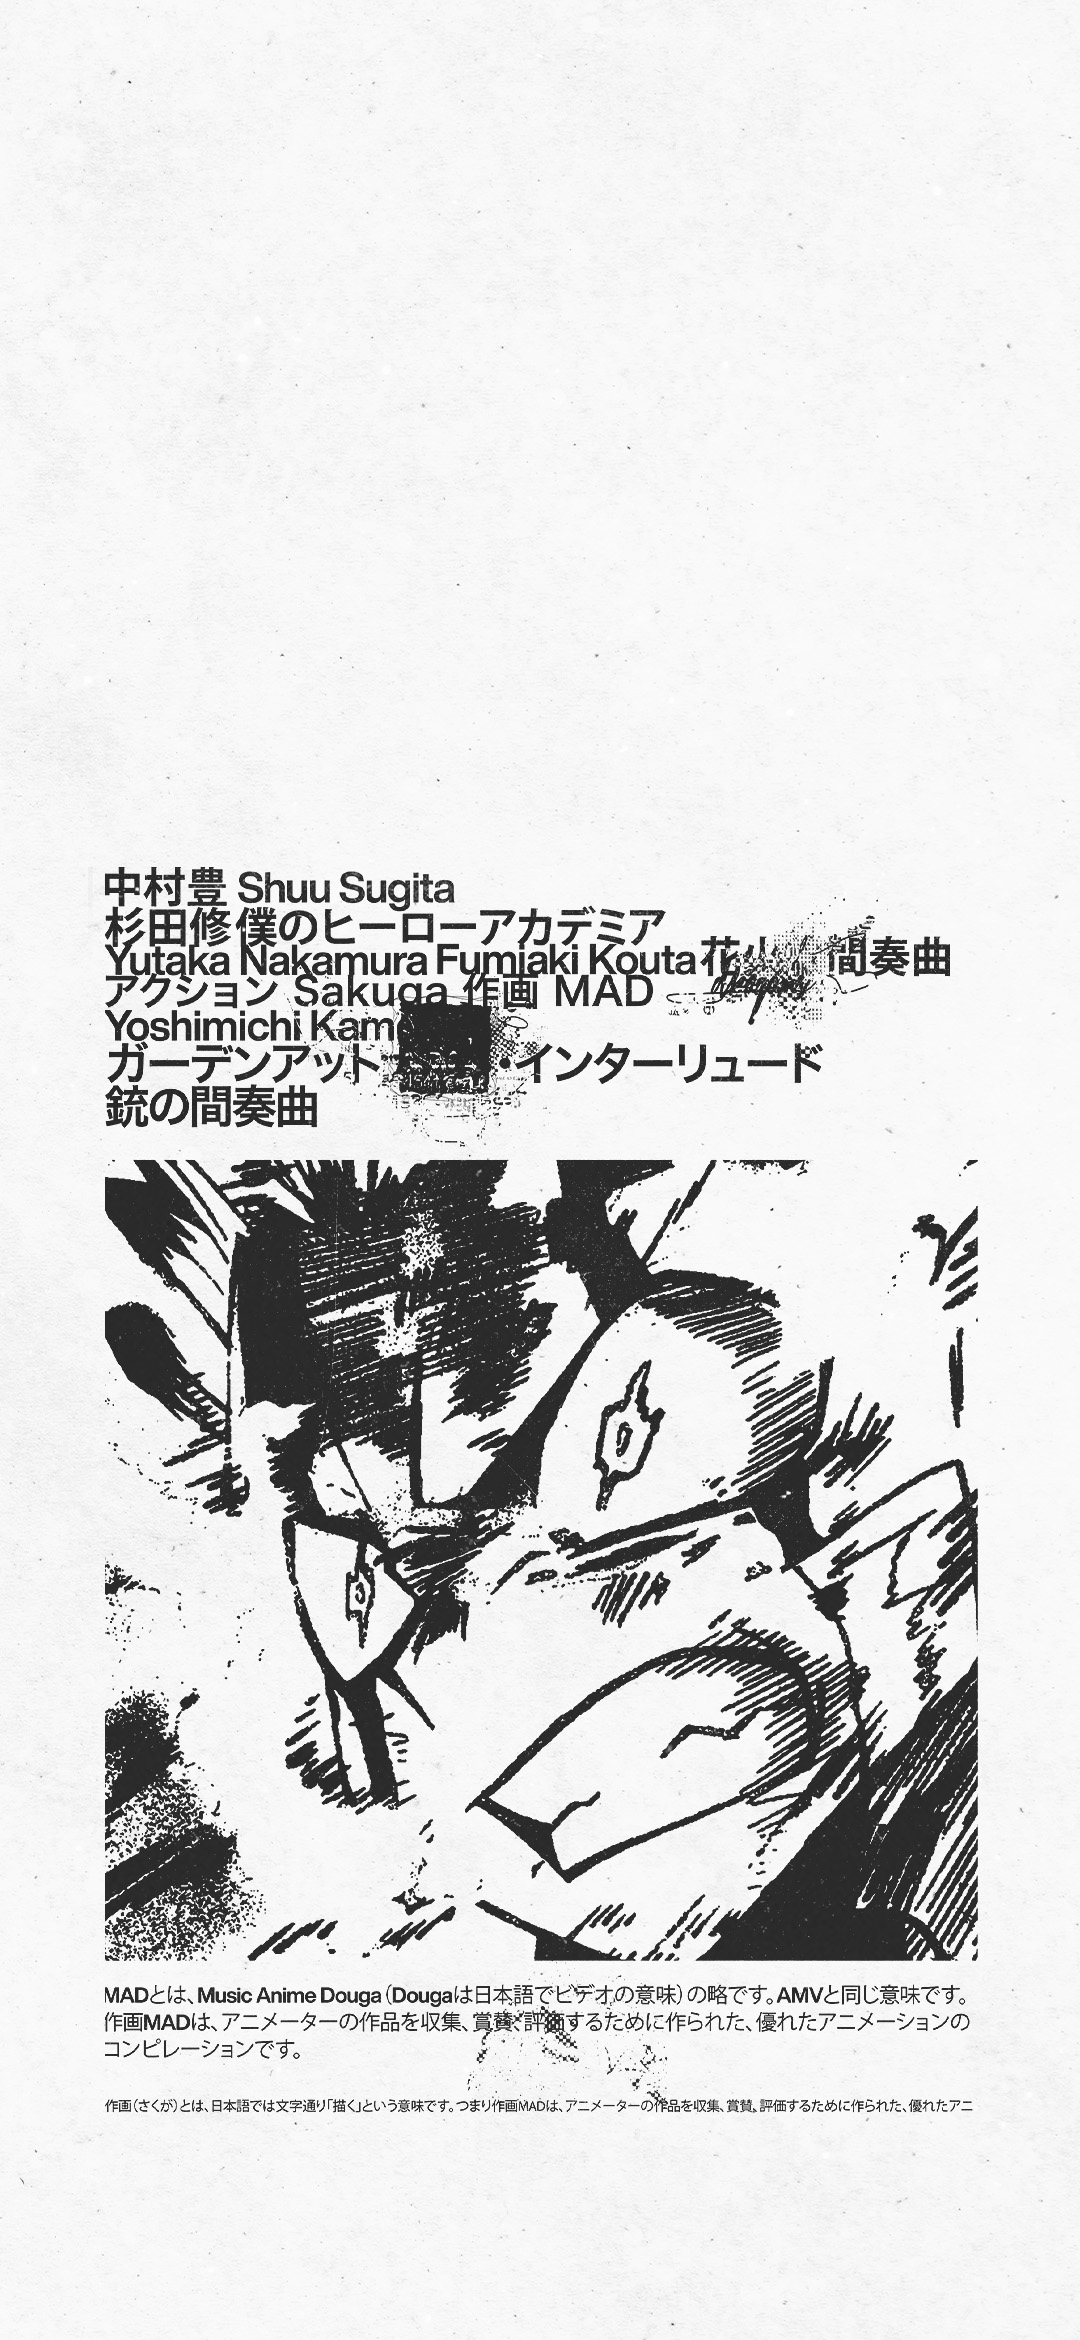 中村豊 Shuu Sugita
杉田修 僕のヒーローアカデミア
Yutaka Nakamura Fumiaki Kouta 花火 間奏曲
アクション Sakuga 作画 MAD
Yoshimichi Kame
ガーデンアット ・インターリュード
銃の間奏曲
MADとは、Music Anime Douga（Dougaは日本語でビデオの意味）の略です。AMVと同じ意味です。
作画MADは、アニメーターの作品を収集、賞賛、評価するために作られた、優れたアニメーションの
コンピレーションです。
作画（さくが）とは、日本語では文字通り「描く」という意味です。つまり作画MADは、アニメーターの作品を収集、賞賛、評価するために作られた、優れたアニ